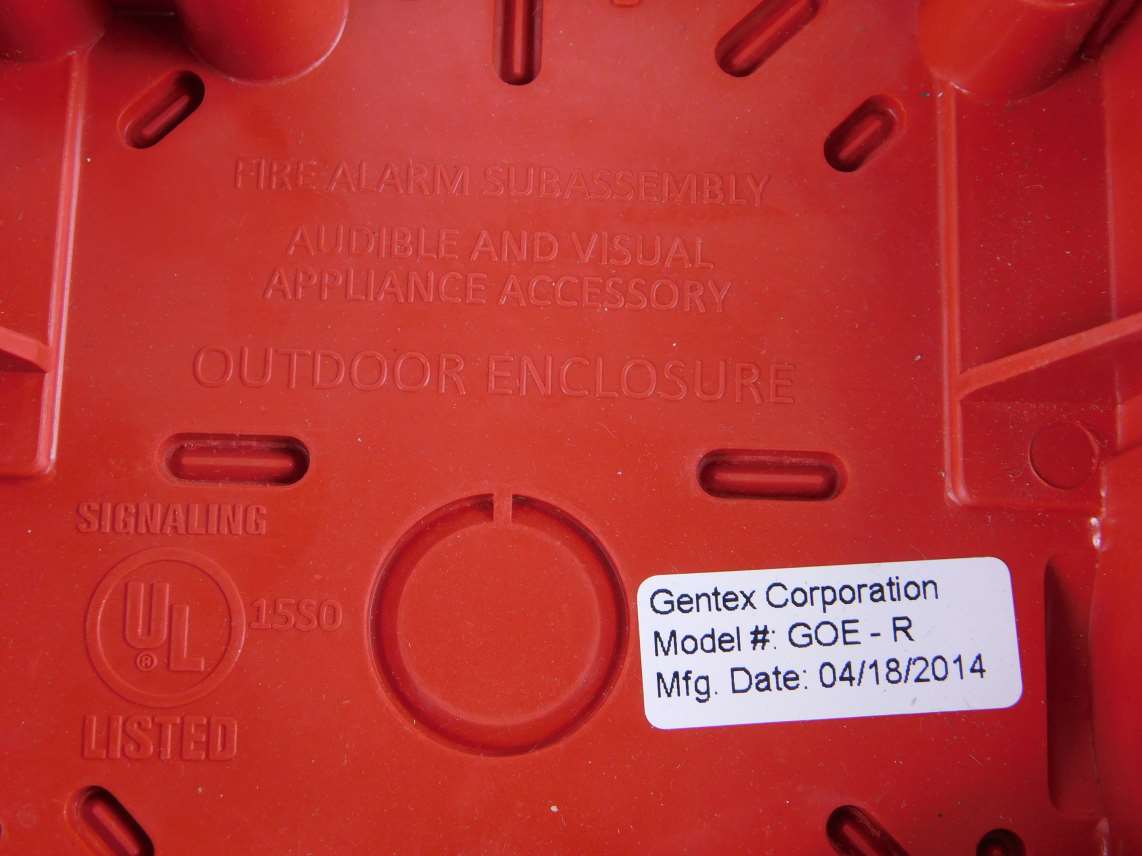 FIRE ALARM SUBASSEMBLY
AUDIBLE AND VISUAL
APPLIANCE ACCESSORY
OUTDOOR ENCLOSURE
SIGNALING
UL
®
15S0
LISTED
Gentex Corporation
Model #: GOE - R
Mfg. Date: 04/18/2014